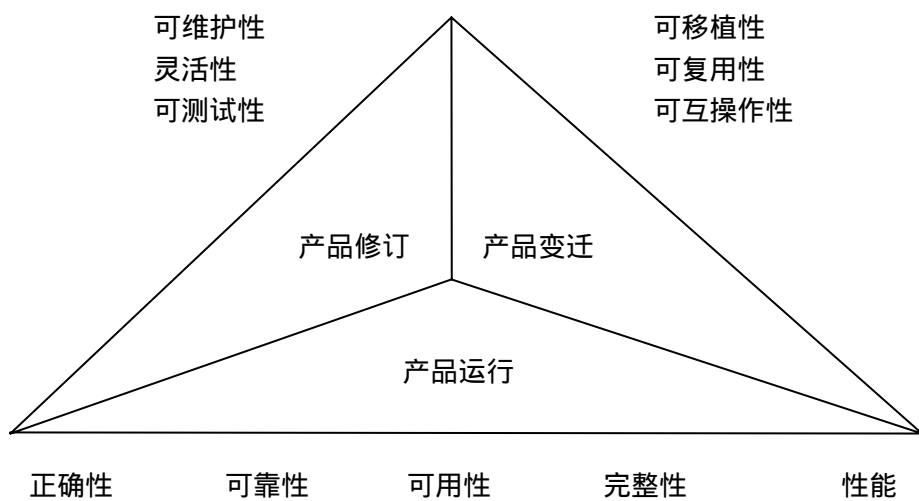 可维护性
灵活性
可测试性
可移植性
可复用性
可互操作性
产品修订
产品变迁
产品运行
正确性 可靠性 可用性 完整性 性能